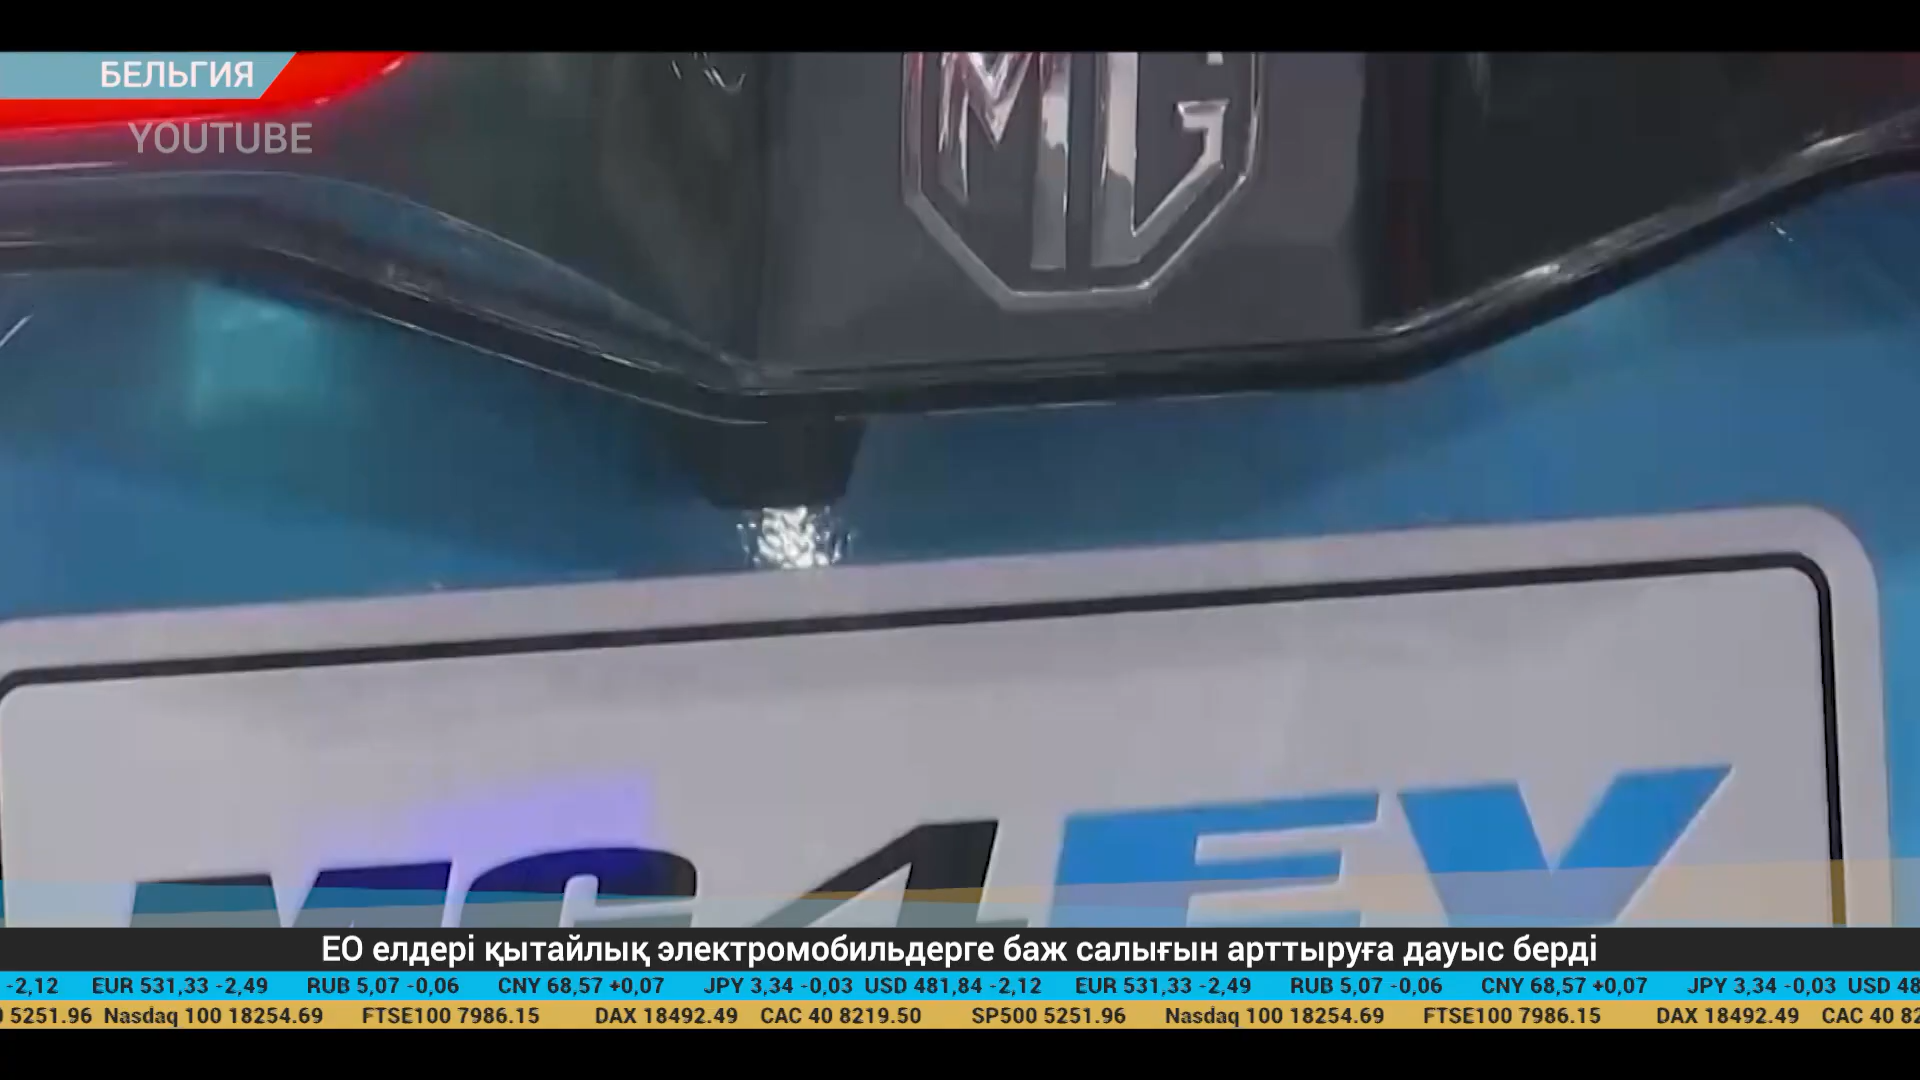 БЕЛЬГИЯ
YOUTUBE
MG
MG4EV
ЕО елдері қытайлық электромобильдерге баж салығын арттыруға дауыс берді
-2,12 EUR 531,33 -2,49 RUB 5,07 -0,06 CNY 68,57 +0,07 JPY 3,34 -0,03 USD 481,84 -2,12 EUR 531,33 -2,49 RUB 5,07 -0,06 CNY 68,57 +0,07 JPY 3,34 -0,03 USD 48
5251.96 Nasdaq 100 18254.69 FTSE100 7986.15 DAX 18492.49 CAC 40 8219.50 SP500 5251.96 Nasdaq 100 18254.69 FTSE100 7986.15 DAX 18492.49 CAC 40 82